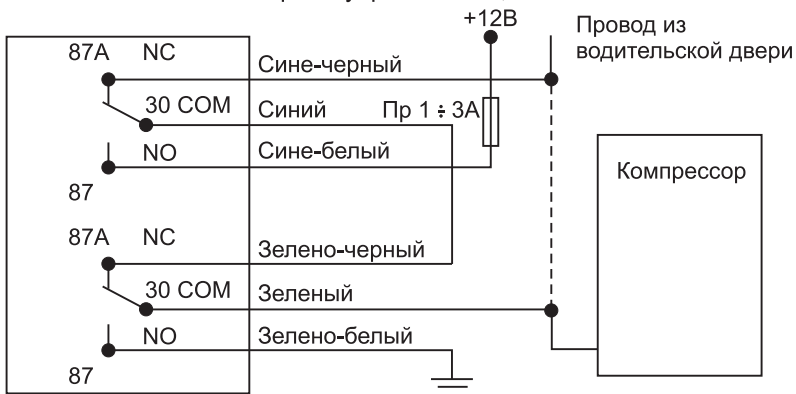 +12В
Провод из
водительской двери
87A NC
Сине-черный
30 COM
Синий
Пр 1 ÷ 3А
NO
Сине-белый
87
Компрессор
87A NC
Зелено-черный
30 COM
Зеленый
NO
Зелено-белый
87